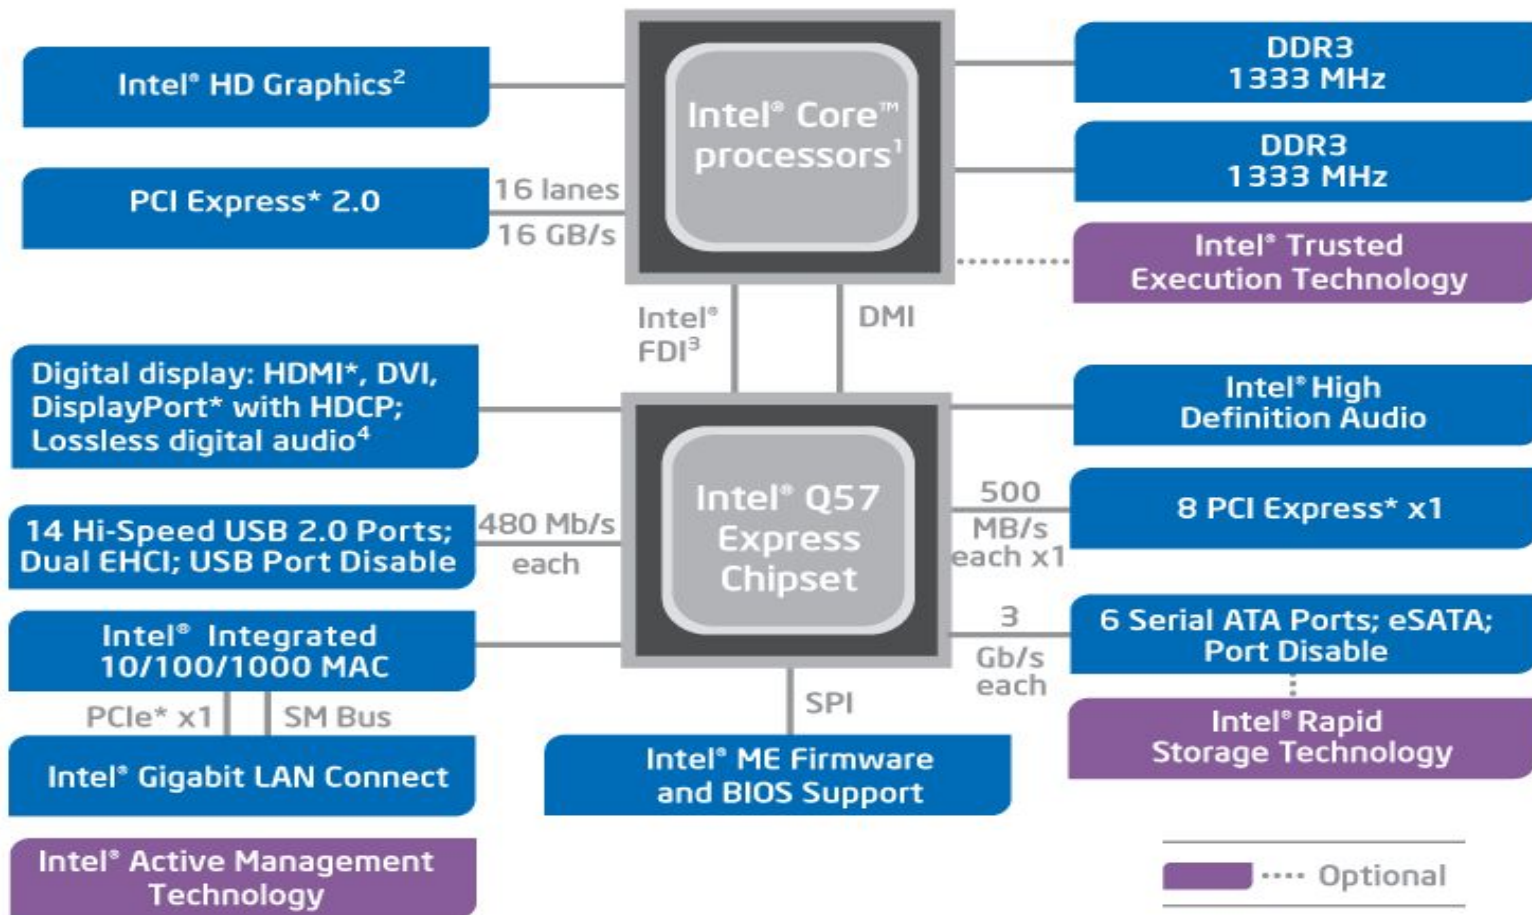 Intel® HD Graphics²
PCI Express* 2.0
16 lanes
16 GB/s
Intel® Core™
processors¹
DDR3
1333 MHz
DDR3
1333 MHz
Intel® Trusted
Execution Technology
Intel®
FDI³
DMI
Digital display: HDMI*, DVI,
DisplayPort* with HDCP;
Lossless digital audio⁴
14 Hi-Speed USB 2.0 Ports;
Dual EHCI; USB Port Disable
480 Mb/s
each
Intel® Integrated
10/100/1000 MAC
PCIe* x1
SM Bus
Intel® Gigabit LAN Connect
Intel® Active Management
Technology
Intel® Q57
Express
Chipset
SPI
Intel® ME Firmware
and BIOS Support
Intel® High
Definition Audio
500
MB/s
each x1
8 PCI Express* x1
3
Gb/s
each
6 Serial ATA Ports; eSATA;
Port Disable
Intel® Rapid
Storage Technology
Optional